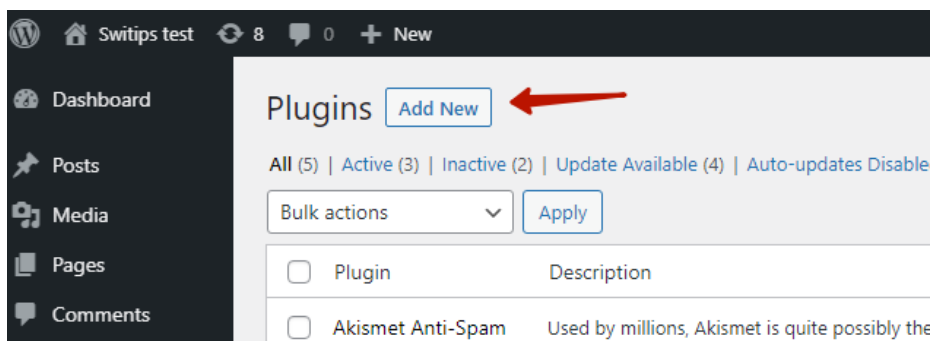 Switips test 8 0 New
Dashboard
Plugins Add New
Posts
All (5) | Active (3) | Inactive (2) | Update Available (4) | Auto-updates Disable
Media
Bulk actions Apply
Pages
Plugin Description
Comments
Akismet Anti-Spam Used by millions, Akismet is quite possibly the